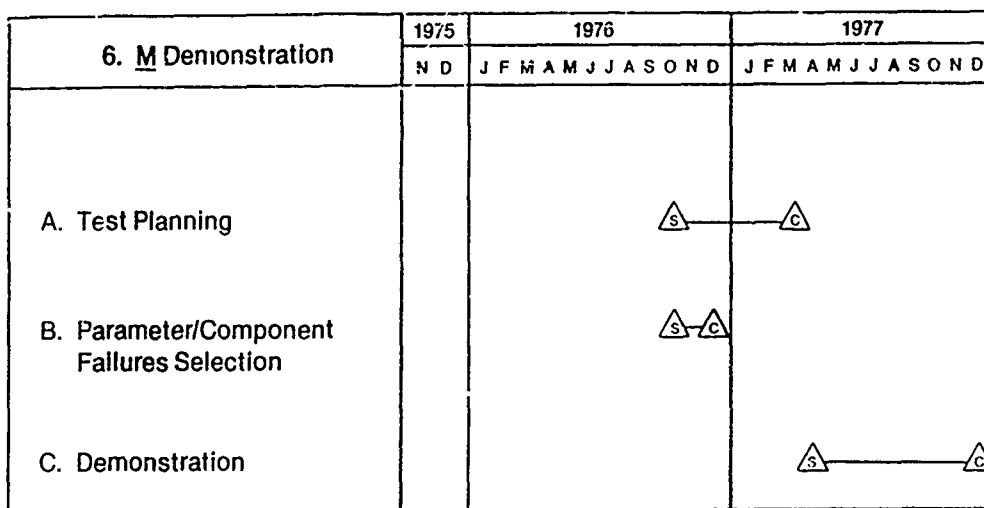 6. M Demonstration
1975 1976 1977
N D J F M A M J J A S O N D J F M A M J J A S O N D
A. Test Planning
S C
B. Parameter/Component
Failures Selection
S C
C. Demonstration
S C